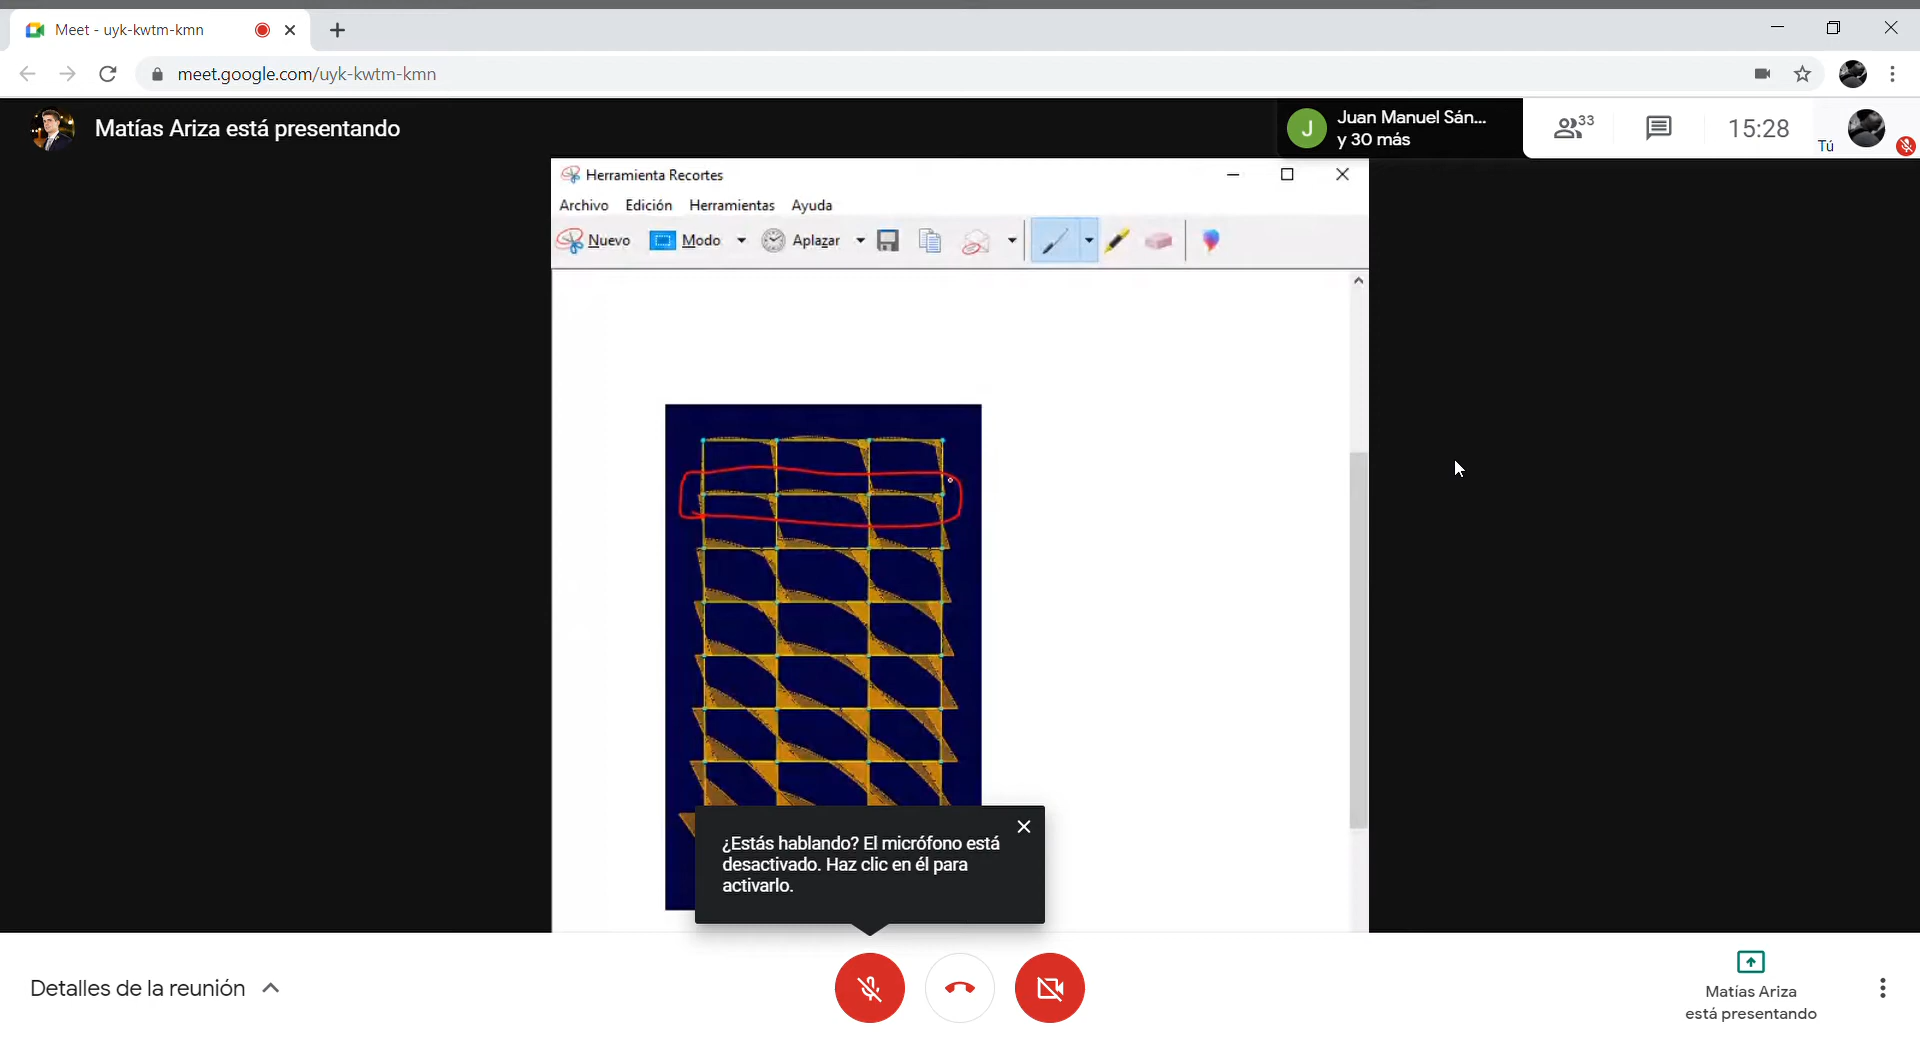 Meet - uyk-kwtm-kmn
meet.google.com/uyk-kwtm-kmn
Matías Ariza está presentando
J
Juan Manuel Sán...
y 30 más
33
15:28
Tú
Herramienta Recortes
Archivo Edición Herramientas Ayuda
Nuevo Modo Aplazar
¿Estás hablando? El micrófono está
desactivado. Haz clic en él para
activarlo.
Detalles de la reunión
Matías Ariza
está presentando